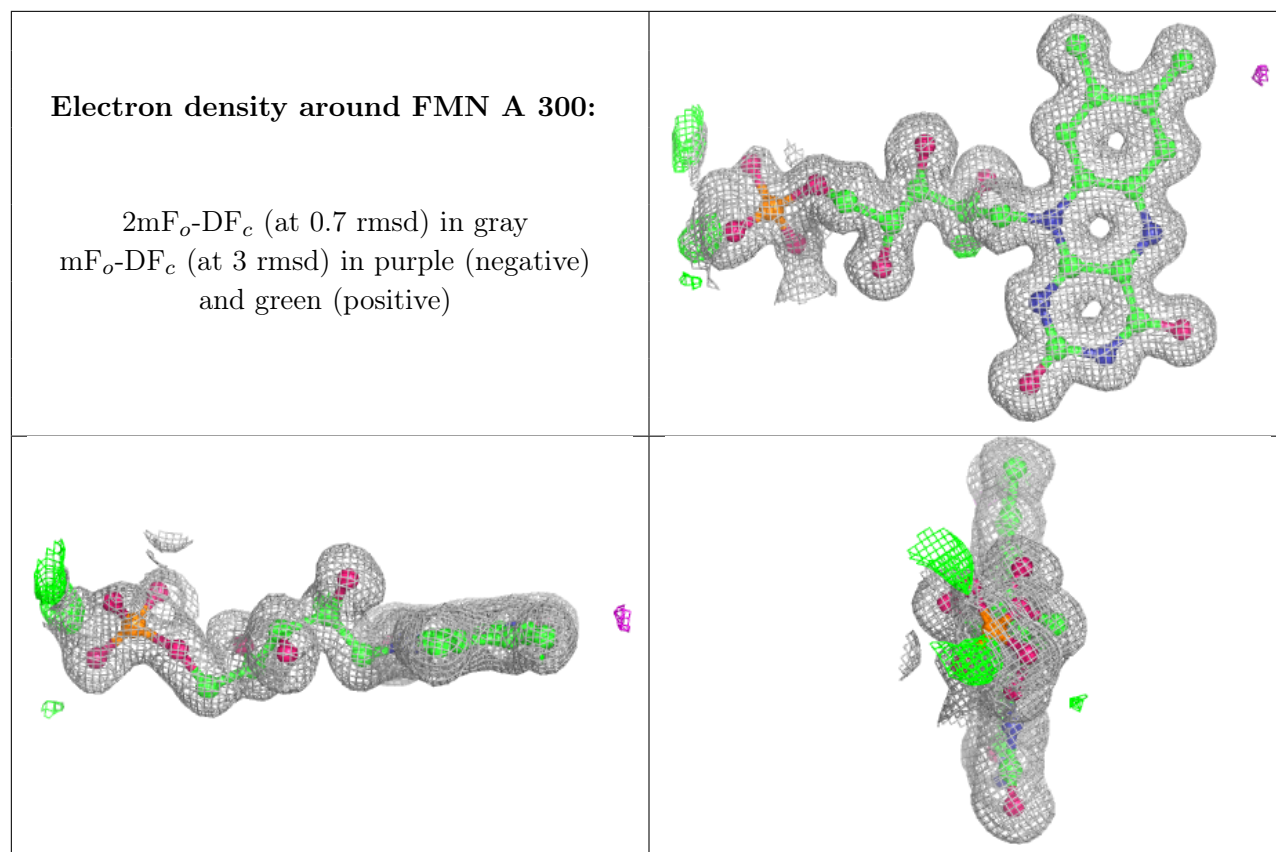 Electron density around FMN A 300:
2mFo-DFc (at 0.7 rmsd) in gray
mFo-DFc (at 3 rmsd) in purple (negative)
and green (positive)